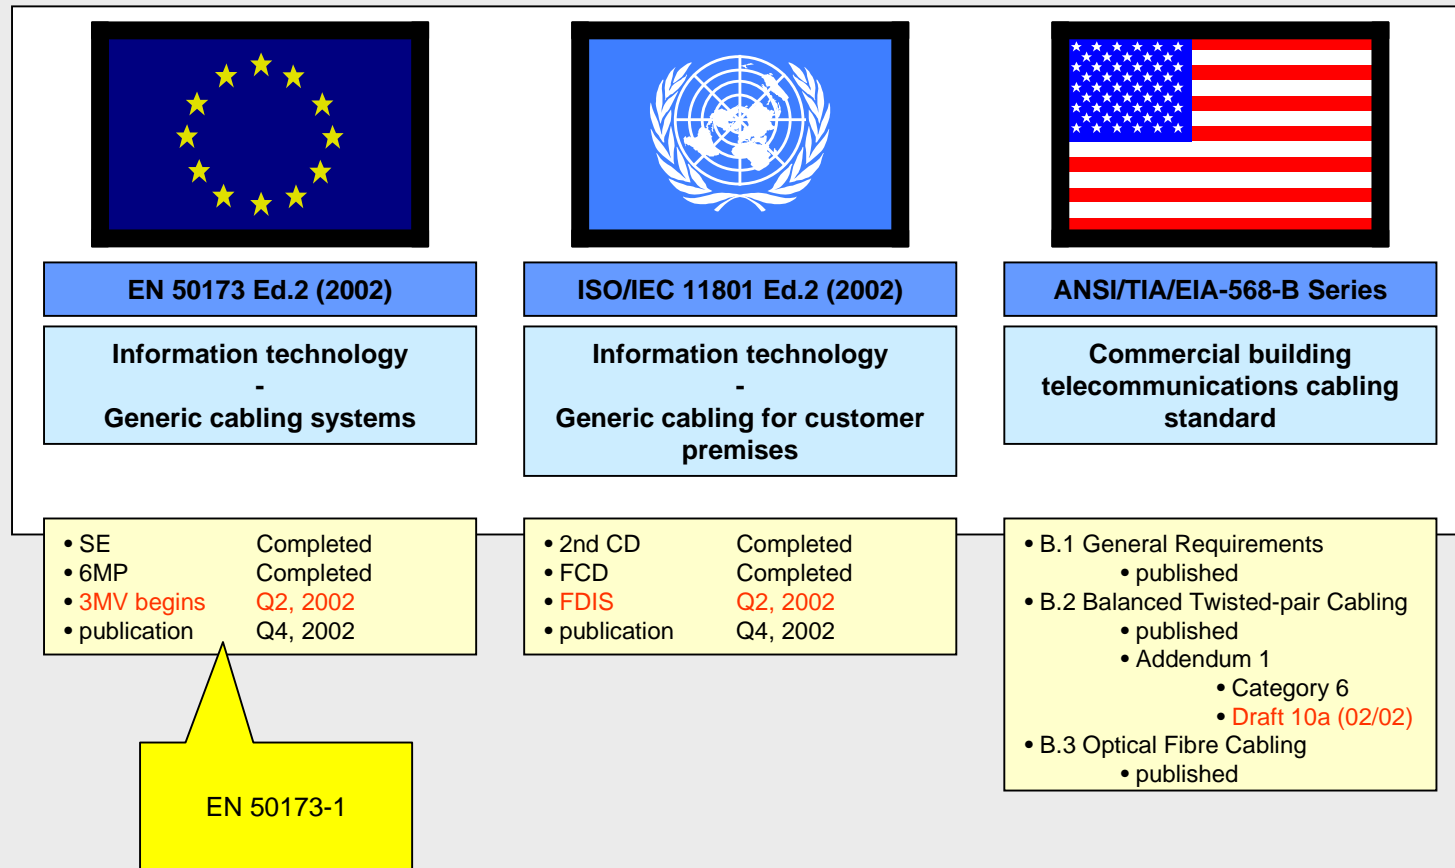 EN 50173 Ed.2 (2002)
Information technology
-
Generic cabling systems
• SE Completed
• 6MP Completed
• 3MV begins Q2, 2002
• publication Q4, 2002
EN 50173-1
ISO/IEC 11801 Ed.2 (2002)
Information technology
-
Generic cabling for customer
premises
• 2nd CD Completed
• FCD Completed
• FDIS Q2, 2002
• publication Q4, 2002
ANSI/TIA/EIA-568-B Series
Commercial building
telecommunications cabling
standard
• B.1 General Requirements
• published
• B.2 Balanced Twisted-pair Cabling
• published
• Addendum 1
• Category 6
• Draft 10a (02/02)
• B.3 Optical Fibre Cabling
• published